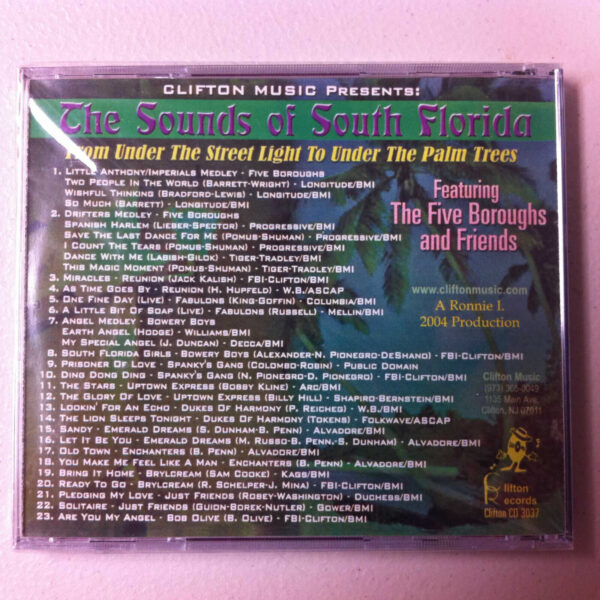 Clifton Music Presents:
The Sounds of South Florida
From Under The Street Light To Under The Palm Trees
1. Little Anthony/Imperials Medley - Five Boroughs
Two People In The World (Barrett-Wright) - Longitude/BMI
Wishful Thinking (Bradford-Lewis) - Longitude/BMI
So Much (Barrett) - Longitude/BMI
2. Drifters Medley - Five Boroughs
Spanish Harlem (Lieber-Spector) - Progressive/BMI
Save The Last Dance For Me (Pomus-Shuman) - Progressive/BMI
I Count The Tears (Pomus-Shuman) - Progressive/BMI
Dance With Me (Labish-Glick) - Tiger-Tradley/BMI
This Magic Moment (Pomus-Shuman) - Tiger-Tradley/BMI
3. Miracles - Reunion (Jack Kalish) - FBI-Clifton/BMI
4. As Time Goes By - Reunion (H. Hupfeld) - W.B/ASCAP
5. One Fine Day (Live) - Fabulons (King-Goffin) - Columbia/BMI
6. A Little Bit Of Soap (Live) - Fabulons (Russell) - Mellin/BMI
7. Angel Medley - Bowery Boys
Earth Angel (Hodge) - Williams/BMI
My Special Angel (J. Duncan) - Decca/BMI
8. South Florida Girls - Bowery Boys (Alexander-N. Pionegro-DeShano) - FBI-Clifton/BMI
9. Prisoner Of Love - Spanky's Gang (Colombo-Robin) - Public Domain
10. Ding Dong Ding - Spanky's Gang (N. Pionegro-D. Pionegro) - FBI-Clifton/BMI
11. The Stars - Uptown Express (Bobby Kline) - Arc/BMI
12. The Glory Of Love - Uptown Express (Billy Hill) - Shapiro-Bernstein/BMI
13. Lookin' For An Echo - Dukes Of Harmony (P. Reiched) - W.B./BMI
14. The Lion Sleeps Tonight - Dukes Of Harmony (Tokens) - Folkwave/ASCAP
15. Sandy - Emerald Dreams (S. Dunham-B. Penn) - Alvadore/BMI
16. Let It Be You - Emerald Dreams (M. Russo-B. Penn.-S. Dunham) - Alvadore/BMI
17. Old Town - Enchanters (B. Penn) - Alvadore/BMI
18. You Make Me Feel Like A Man - Enchanters (B. Penn) - Alvadore/BMI
19. Bring It Home - Brylcream (Sam Cooke) - Kags/BMI
20. Ready To Go - Brylcream (R. Schelper-J. Mina) - FBI-Clifton/BMI
21. Pledging My Love - Just Friends (Robey-Washington) - Duchess/BMI
22. Solitaire - Just Friends (Guion-Borek-Nutler) - Gower/BMI
23. Are You My Angel - Bob Olive (B. Olive) - FBI-Clifton/BMI
Featuring
The Five Boroughs
and Friends
www.cliftonmusic.com
A Ronnie I.
2004 Production
Clifton Music
1135 Main Ave.
Clifton, NJ 07011
Clifton
Records
Clifton CD 3037